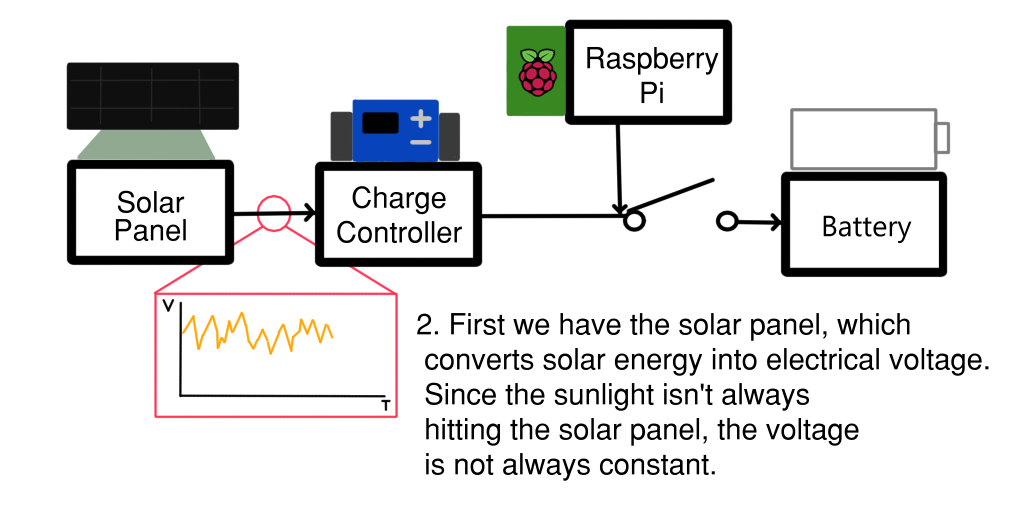 Raspberry
Pi
+
−
Solar
Panel
Charge
Controller
Battery
V
T
2. First we have the solar panel, which
converts solar energy into electrical voltage.
Since the sunlight isn't always
hitting the solar panel, the voltage
is not always constant.